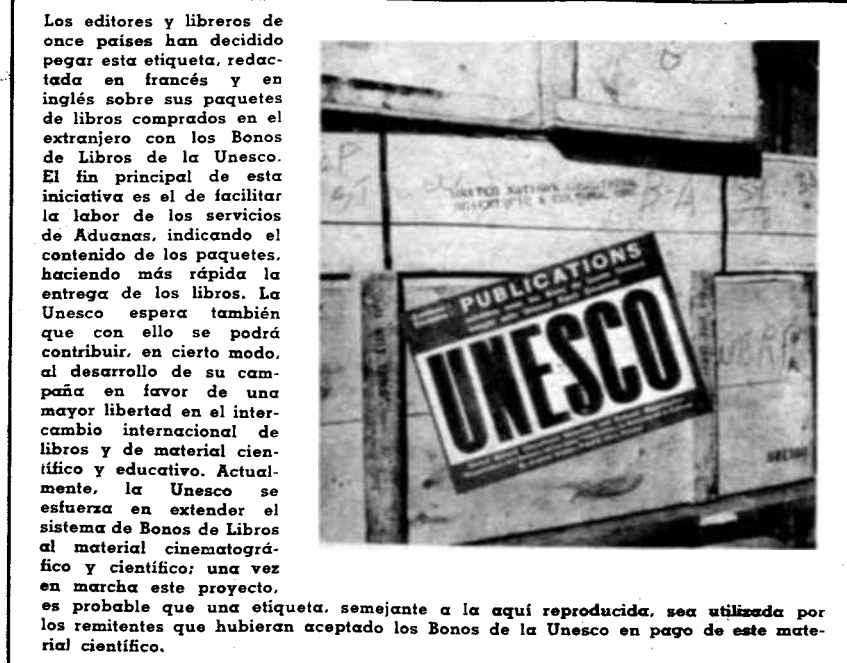 Los editores y libreros de
once países han decidido
pegar esta etiqueta, redac-
tada en francés y en
inglés sobre sus paquetes
de libros comprados en el
extranjero con los Bonos
de Libros de la Unesco.
El fin principal de esta
iniciativa es el de facilitar
la labor de los servicios
de Aduanas, indicando el
contenido de los paquetes,
haciendo más rápida la
entrega de los libros. La
Unesco espera también
que con ello se podrá
contribuir, en cierto modo,
al desarrollo de su cam-
paña en favor de una
mayor libertad en el inter-
cambio internacional de
libros y de material cien-
tífico y educativo. Actual-
mente, la Unesco se
esfuerza en extender el
sistema de Bonos de Libros
al material cinematográ-
fico y científico; una vez
en marcha este proyecto,
es probable que una etiqueta, semejante a la aquí reproducida, sea utilizada por
los remitentes que hubieran aceptado los Bonos de la Unesco en pago de este mate-
rial científico.
UNITED NATIONS
SCIENTIFIC & CULTURAL
B-A
PUBLICATIONS
UNESCO